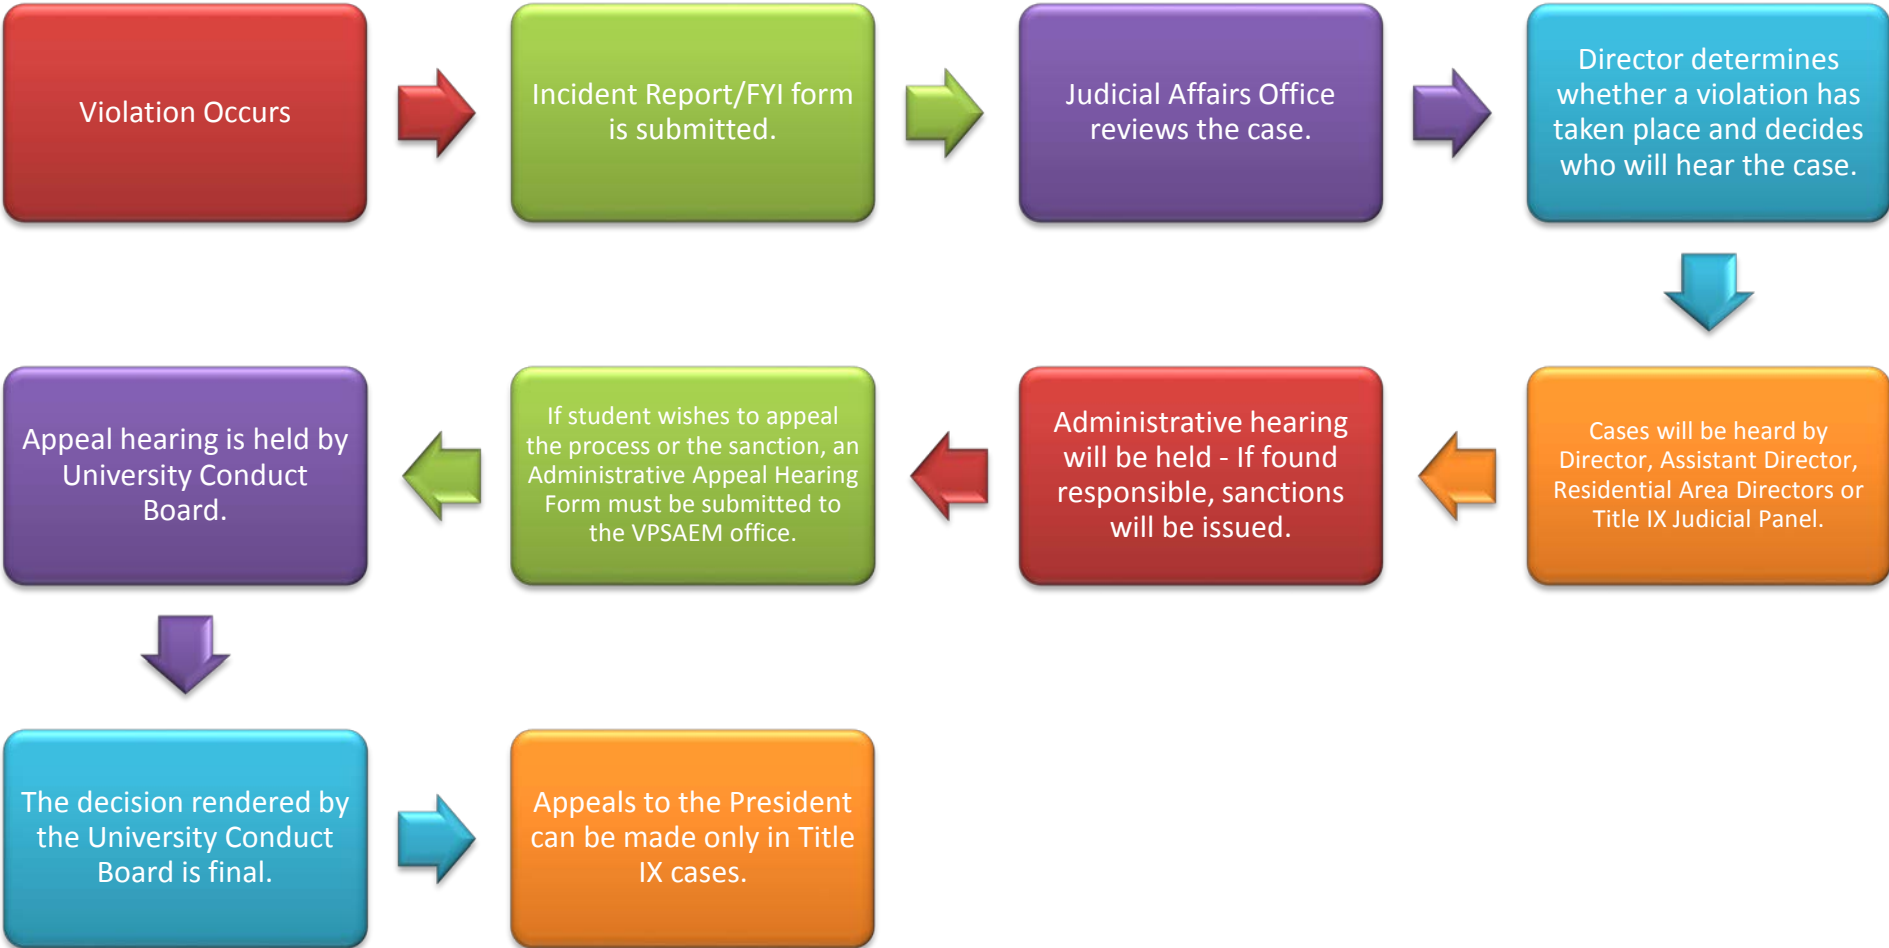 Violation Occurs
Incident Report/FYI form
is submitted.
Judicial Affairs Office
reviews the case.
Director determines
whether a violation has
taken place and decides
who will hear the case.
Cases will be heard by
Director, Assistant Director,
Residential Area Directors or
Title IX Judicial Panel.
Administrative hearing
will be held - If found
responsible, sanctions
will be issued.
If student wishes to appeal
the process or the sanction, an
Administrative Appeal Hearing
Form must be submitted to
the VPSAEM office.
Appeal hearing is held by
University Conduct
Board.
The decision rendered by
the University Conduct
Board is final.
Appeals to the President
can be made only in Title
IX cases.